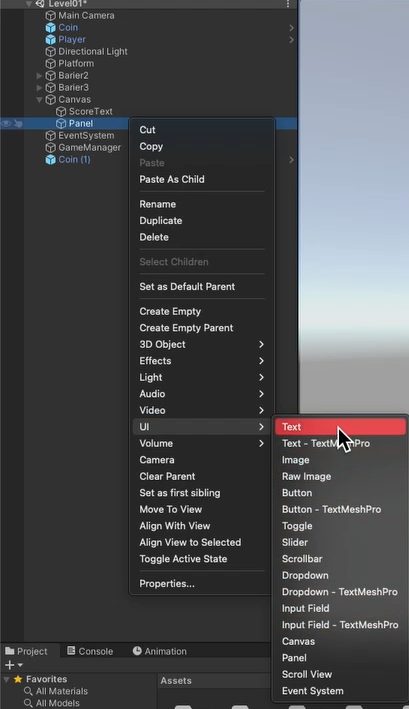 Level01*
Main Camera
Coin
Player
Directional Light
Platform
Barier2
Barier3
Canvas
ScoreText
Panel
EventSystem
GameManager
Coin (1)
Cut
Copy
Paste
Paste As Child
Rename
Duplicate
Delete
Select Children
Set as Default Parent
Create Empty
Create Empty Parent
3D Object
Effects
Light
Audio
Video
UI
Volume
Camera
Clear Parent
Set as first sibling
Move To View
Align With View
Align View to Selected
Toggle Active State
Properties...
Text
Text - TextMeshPro
Image
Raw Image
Button
Button - TextMeshPro
Toggle
Slider
Scrollbar
Dropdown
Dropdown - TextMeshPro
Input Field
Input Field - TextMeshPro
Canvas
Panel
Scroll View
Event System
Project Console Animation
Favorites
All Materials
All Models
Assets